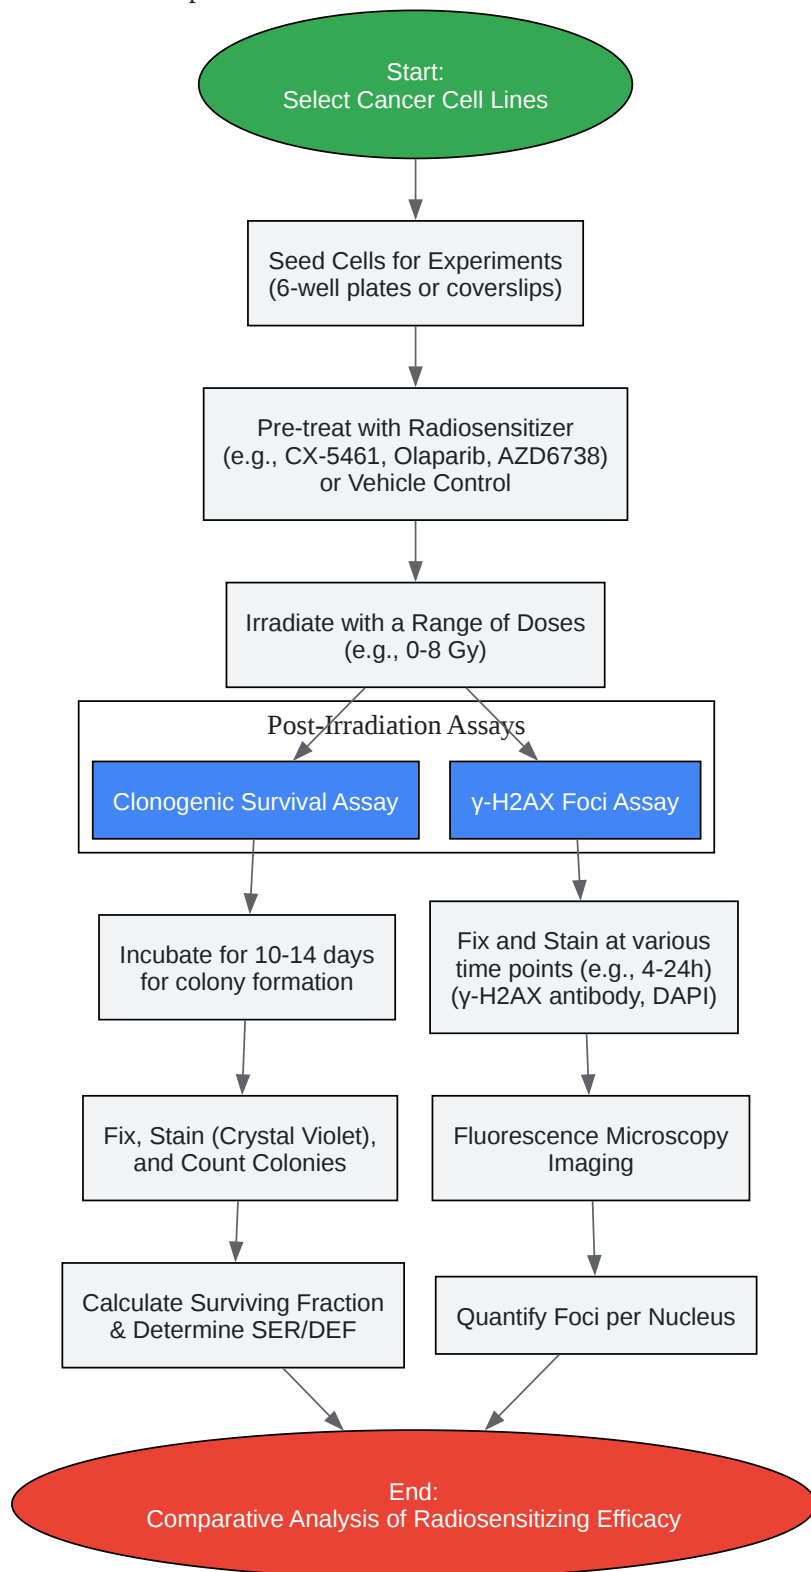 Start:
Select Cancer Cell Lines
Seed Cells for Experiments
(6-well plates or coverslips)
Pre-treat with Radiosensitizer
(e.g., CX-5461, Olaparib, AZD6738)
or Vehicle Control
Irradiate with a Range of Doses
(e.g., 0-8 Gy)
Post-Irradiation Assays
Clonogenic Survival Assay
γ-H2AX Foci Assay
Incubate for 10-14 days
for colony formation
Fix and Stain at various
time points (e.g., 4-24h)
(γ-H2AX antibody, DAPI)
Fix, Stain (Crystal Violet),
and Count Colonies
Fluorescence Microscopy
Imaging
Calculate Surviving Fraction
& Determine SER/DEF
Quantify Foci per Nucleus
End:
Comparative Analysis of Radiosensitizing Efficacy